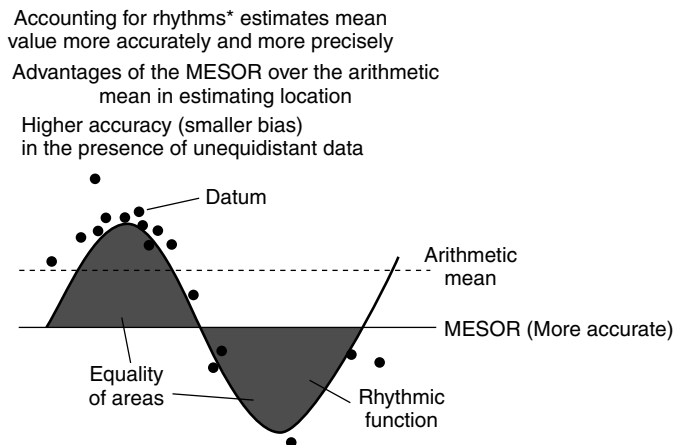 Accounting for rhythms* estimates mean
value more accurately and more precisely
Advantages of the MESOR over the arithmetic
mean in estimating location
Higher accuracy (smaller bias)
in the presence of unequidistant data
Datum
Arithmetic
mean
MESOR (More accurate)
Equality
of areas
Rhythmic
function